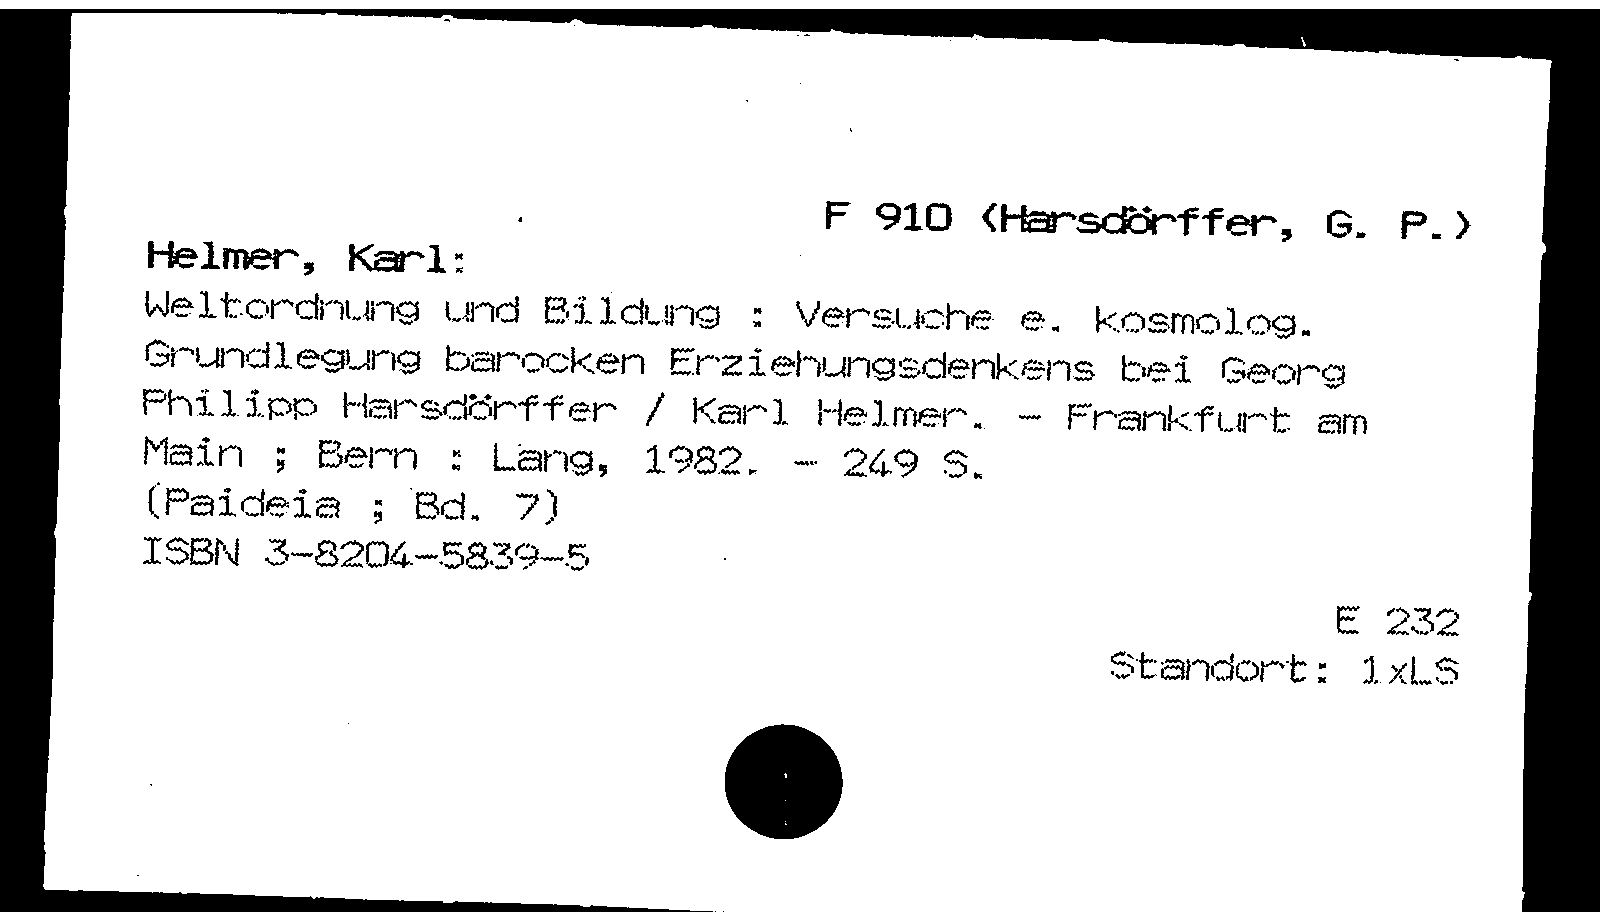 F 910 (Harsdörffer, G. P.)
Helmer, Karl:
Weltordnung und Bildung : Versuche e. kosmolog.
Grundlegung barocken Erziehungsdenkens bei Georg
Philipp Harsdörffer / Karl Helmer. - Frankfurt am
Main ; Bern : Lang, 1982. - 249 S.
(Paideia ; Bd. 7)
ISBN 3-8204-5839-5
E 232
Standort: 1xLS